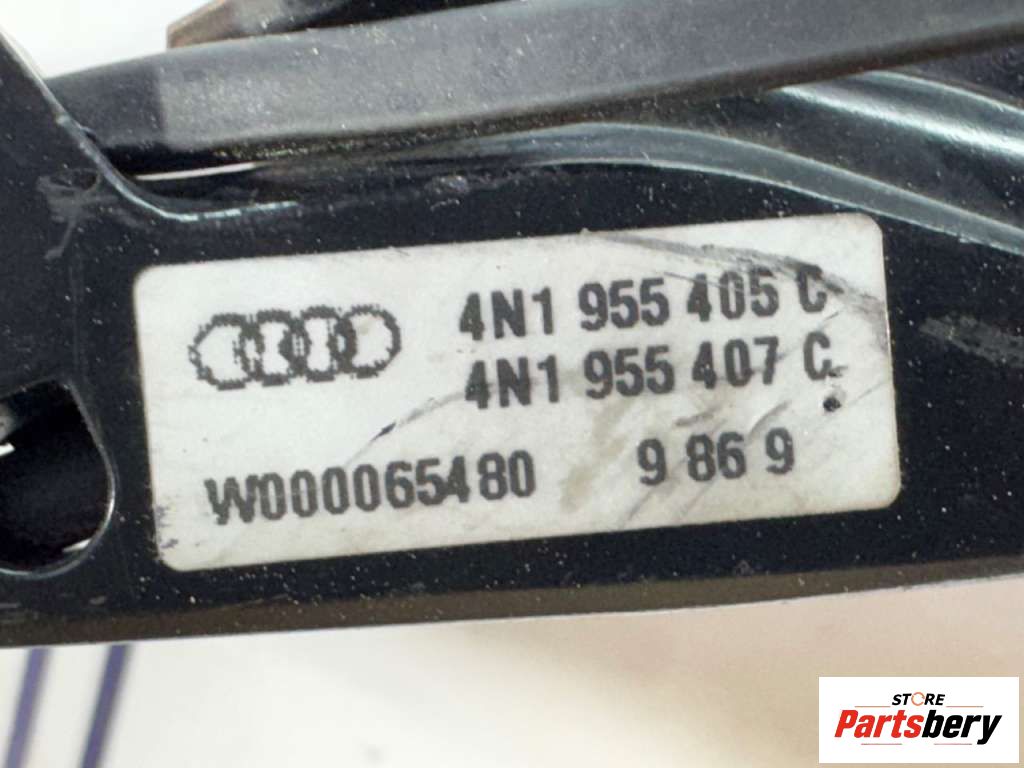 4N1 955 405 C
4N1 955 407 C
W000065480 9 86 9
STORE
Partsbery